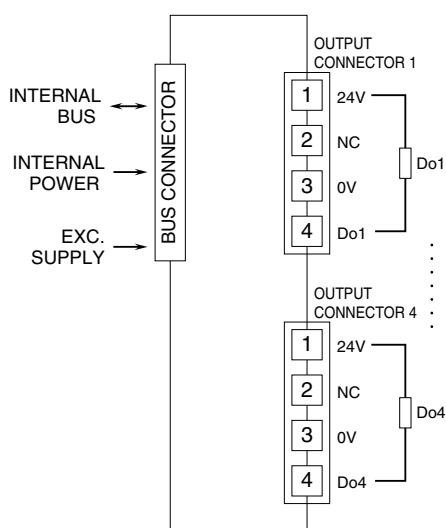 OUTPUT
CONNECTOR 1
INTERNAL
BUS
INTERNAL
POWER
EXC.
SUPPLY
BUS CONNECTOR
1 24V
2 NC
3 0V
4 Do1
Do1
OUTPUT
CONNECTOR 4
1 24V
2 NC
3 0V
4 Do4
Do4